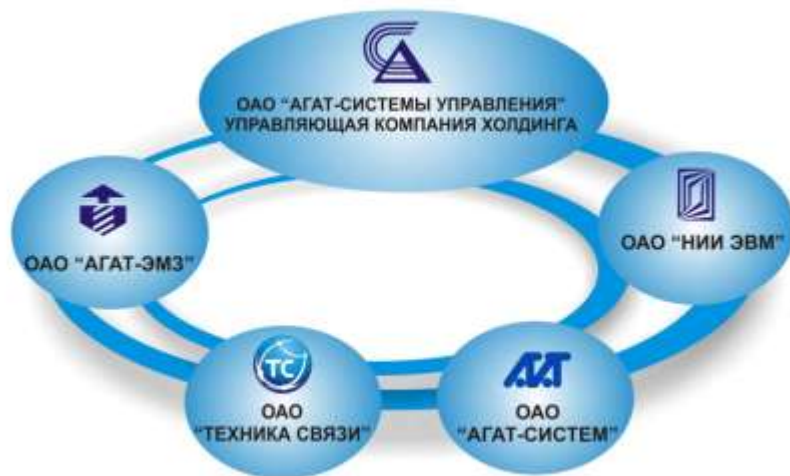 ОАО "АГАТ-СИСТЕМЫ УПРАВЛЕНИЯ"
УПРАВЛЯЮЩАЯ КОМПАНИЯ ХОЛДИНГА
ОАО "АГАТ-ЭМЗ"
ОАО "НИИ ЭВМ"
ТС
ОАО
"ТЕХНИКА СВЯЗИ"
ОАО
"АГАТ-СИСТЕМ"